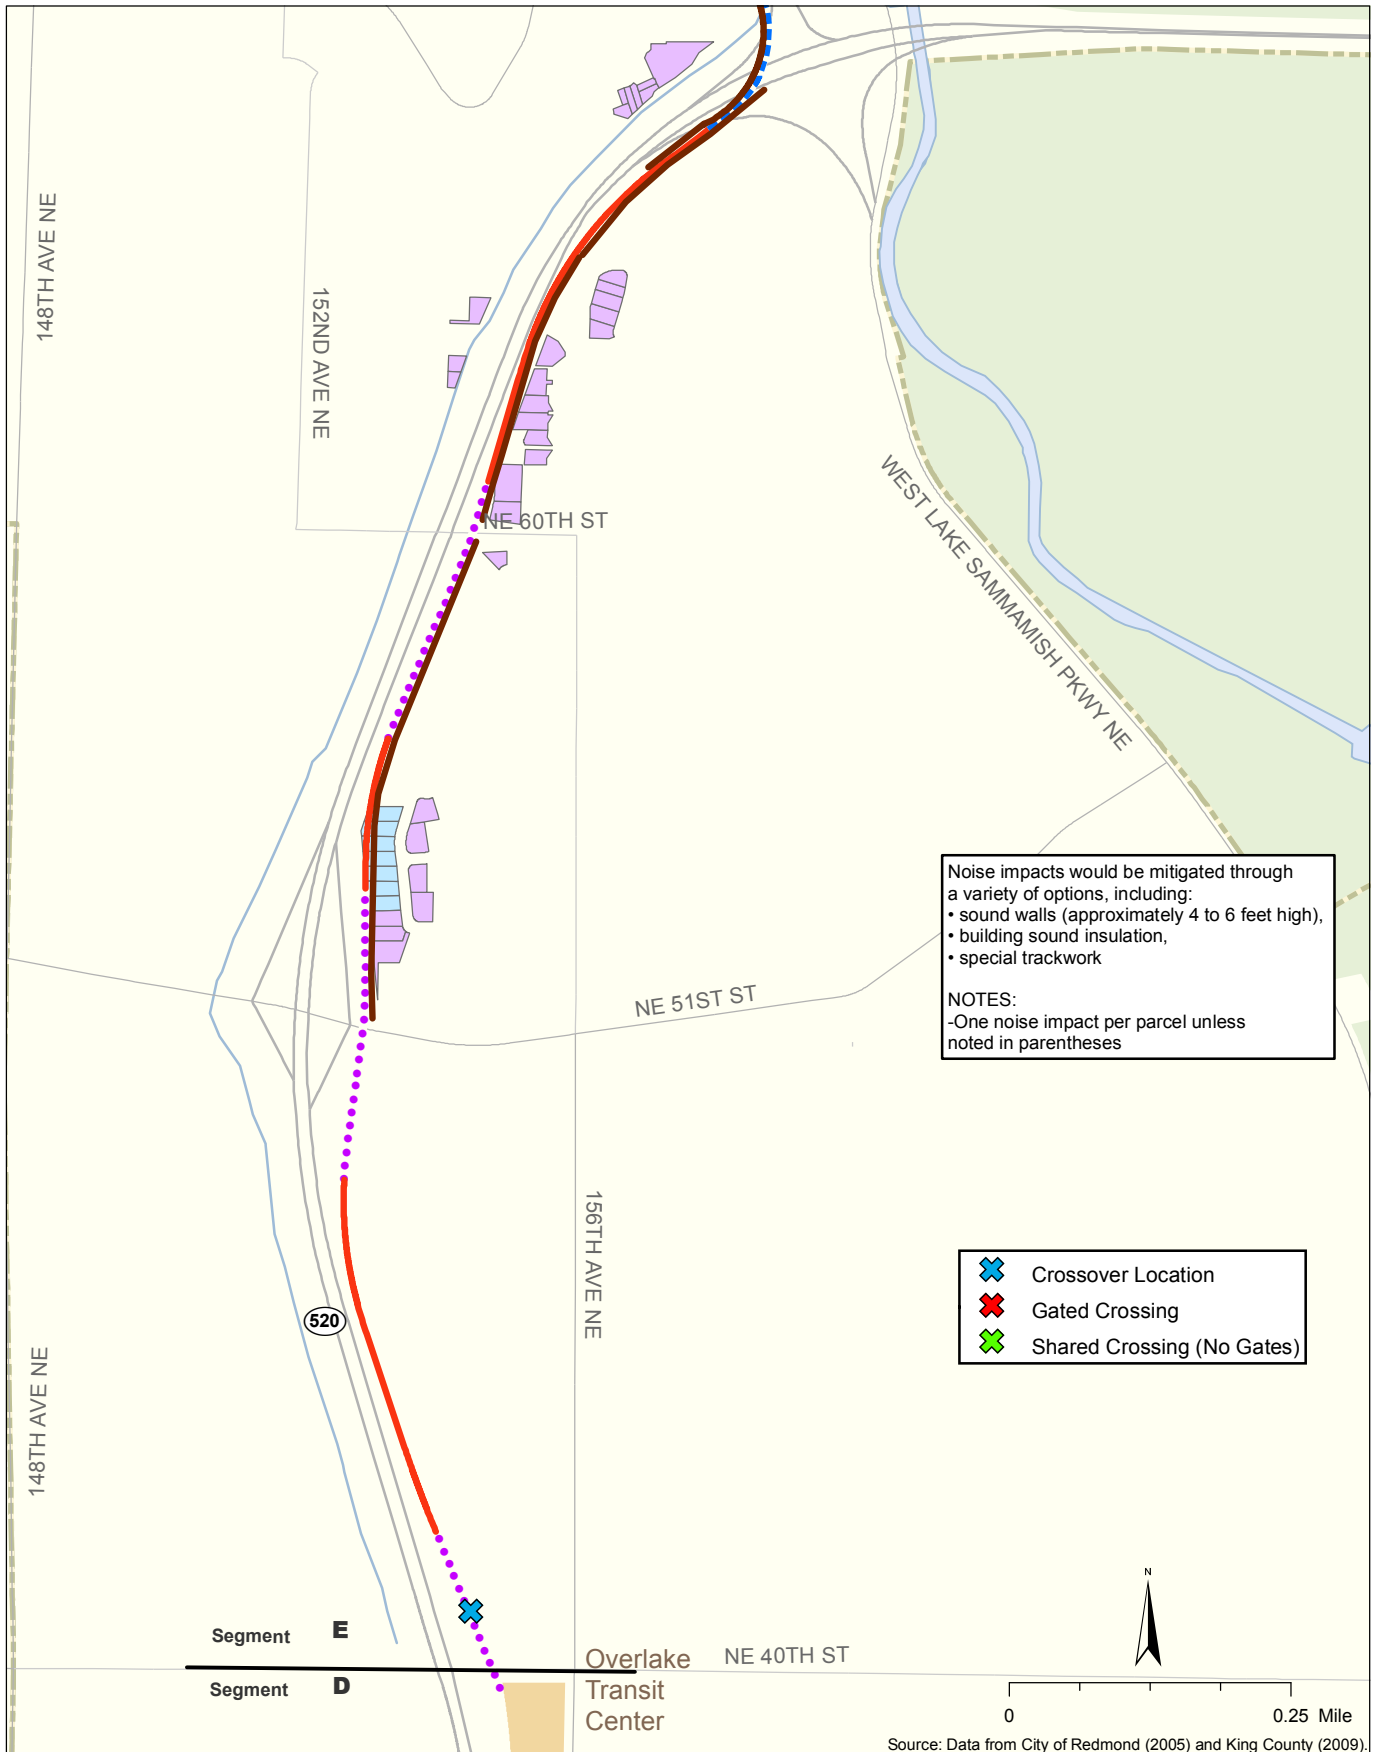 148TH AVE NE
152ND AVE NE
WEST LAKE SAMMAMISH PKWY NE
NE 60TH ST
Noise impacts would be mitigated through
a variety of options, including:
• sound walls (approximately 4 to 6 feet high),
• building sound insulation,
• special trackwork
NOTES:
-One noise impact per parcel unless
noted in parentheses
NE 51ST ST
156TH AVE NE
Crossover Location
Gated Crossing
Shared Crossing (No Gates)
520
148TH AVE NE
N
Segment E
Segment D
Overlake
Transit
Center
NE 40TH ST
0 0.25 Mile
Source: Data from City of Redmond (2005) and King County (2009).